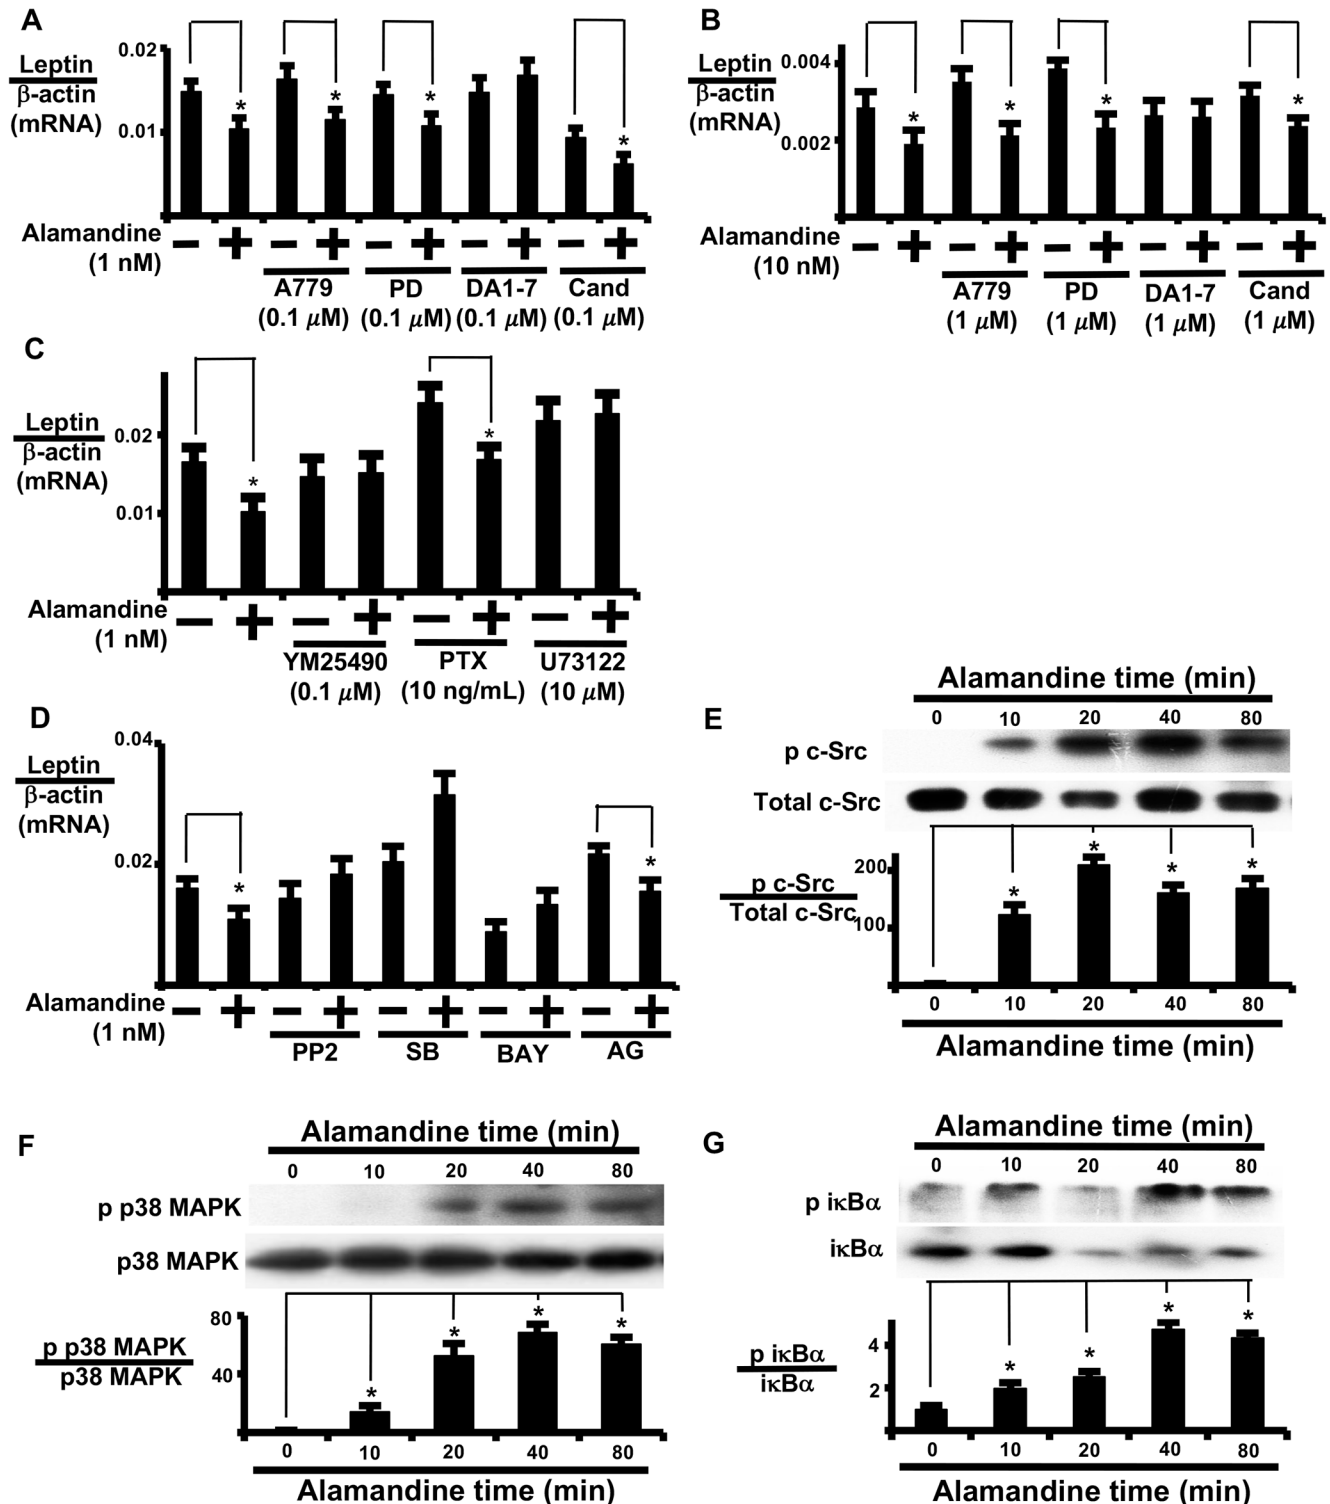 A
Leptin
β-actin
(mRNA)
0.02
0.01
* * * *
Alamandine
(1 nM)
− + − + − + − + − +
A779 PD DA1-7 Cand
(0.1 μM) (0.1 μM) (0.1 μM) (0.1 μM)
B
Leptin
β-actin
(mRNA)
0.004
0.002
* * * *
Alamandine
(10 nM)
− + − + − + − + − +
A779 PD DA1-7 Cand
(1 μM) (1 μM) (1 μM) (1 μM)
C
Leptin
β-actin
(mRNA)
0.02
0.01
* *
Alamandine
(1 nM)
− + − + − + − +
YM25490 PTX U73122
(0.1 μM) (10 ng/mL) (10 μM)
D
Leptin
β-actin
(mRNA)
0.04
0.02
* *
Alamandine
(1 nM)
− + − + − + − + − +
PP2 SB BAY AG
E
Alamandine time (min)
0 10 20 40 80
p c-Src
Total c-Src
p c-Src
Total c-Src
200
100
* * * *
0 10 20 40 80
Alamandine time (min)
F
Alamandine time (min)
0 10 20 40 80
p p38 MAPK
p38 MAPK
p p38 MAPK
p38 MAPK
80
40
* * * *
0 10 20 40 80
Alamandine time (min)
G
Alamandine time (min)
0 10 20 40 80
p iκBα
iκBα
p iκBα
iκBα
4
2
* * * *
0 10 20 40 80
Alamandine time (min)